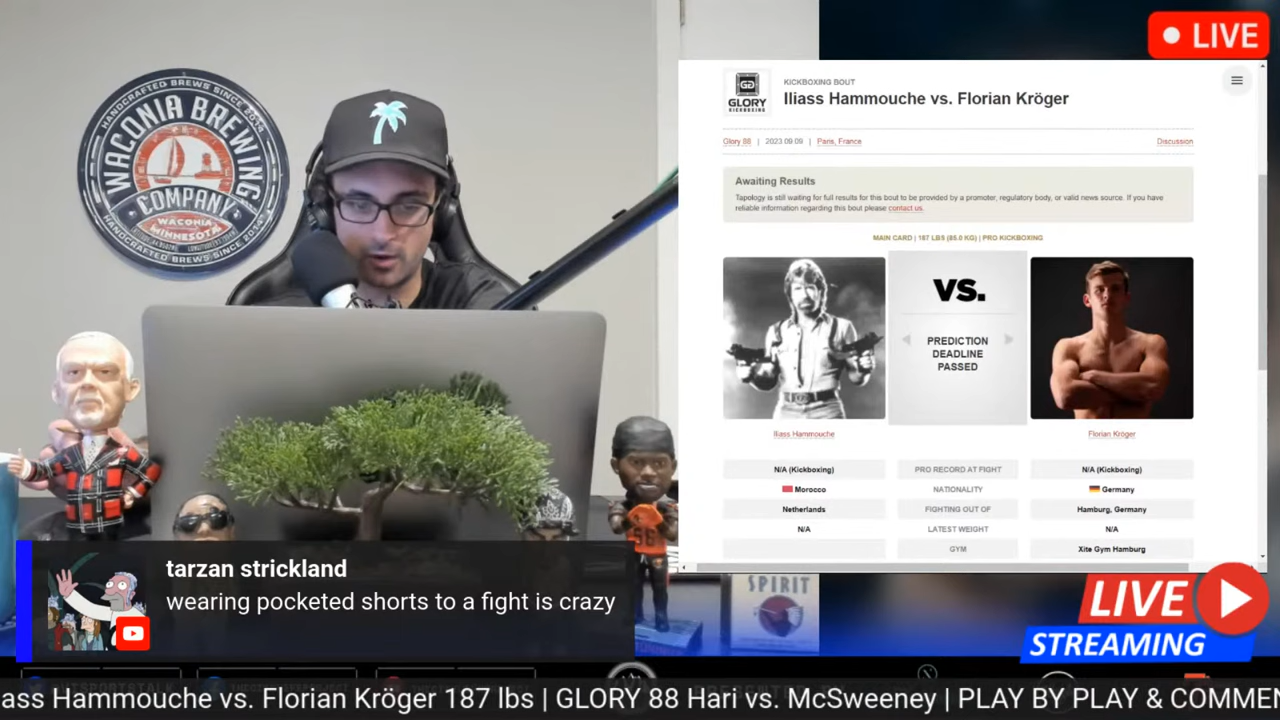 HANDCRAFTED BREWS SINCE 2014
WACONIA BREWING
COMPANY
WACONIA
MINNESOTA
HANDCRAFTED BREWS SINCE 2014
LIVE
GLORY
KICKBOXING
KICKBOXING BOUT
Iliass Hammouche vs. Florian Kröger
Glory 88 | 2023.09.09 | Paris, France
Discussion
Awaiting Results
Tapology is still waiting for full results for this bout to be provided by a promoter, regulatory body, or valid news source. If you have
reliable information regarding this bout please contact us.
MAIN CARD | 187 LBS (85.0 KG) | PRO KICKBOXING
VS.
PREDICTION
DEADLINE
PASSED
Iliass Hammouche
Florian Kröger
N/A (Kickboxing) PRO RECORD AT FIGHT N/A (Kickboxing)
Morocco NATIONALITY Germany
Netherlands FIGHTING OUT OF Hamburg, Germany
N/A LATEST WEIGHT N/A
GYM Xite Gym Hamburg
56
SPIRIT
tarzan strickland
wearing pocketed shorts to a fight is crazy
LIVE
STREAMING
ass Hammouche vs. Florian Kröger 187 lbs | GLORY 88 Hari vs. McSweeney | PLAY BY PLAY & COMMEN